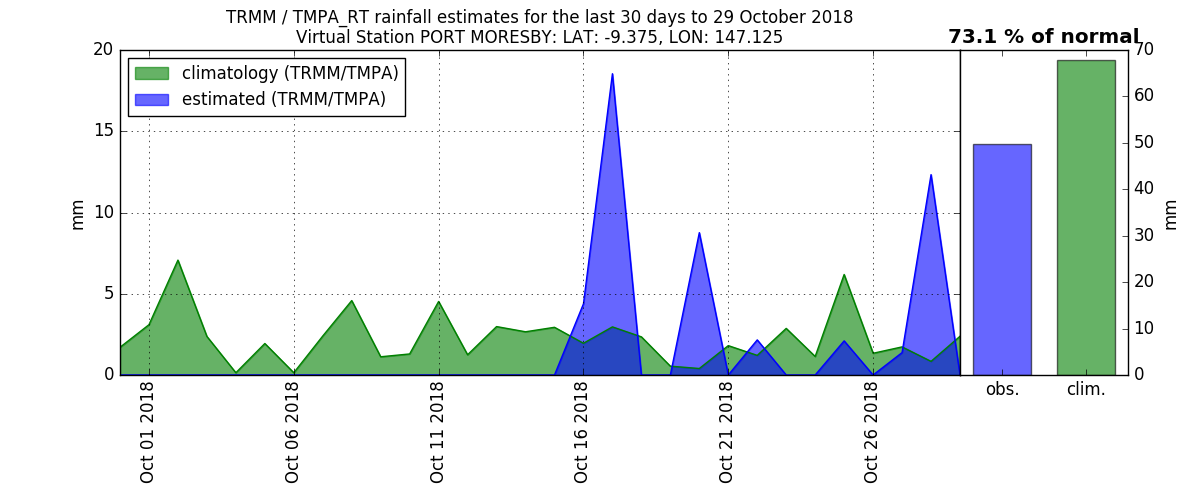 TRMM / TMPA_RT rainfall estimates for the last 30 days to 29 October 2018
Virtual Station PORT MORESBY: LAT: -9.375, LON: 147.125
73.1 % of normal
climatology (TRMM/TMPA)
estimated (TRMM/TMPA)
20
15
10
5
0
mm
Oct 01 2018
Oct 06 2018
Oct 11 2018
Oct 16 2018
Oct 21 2018
Oct 26 2018
obs.
clim.
70
60
50
40
30
20
10
0
mm